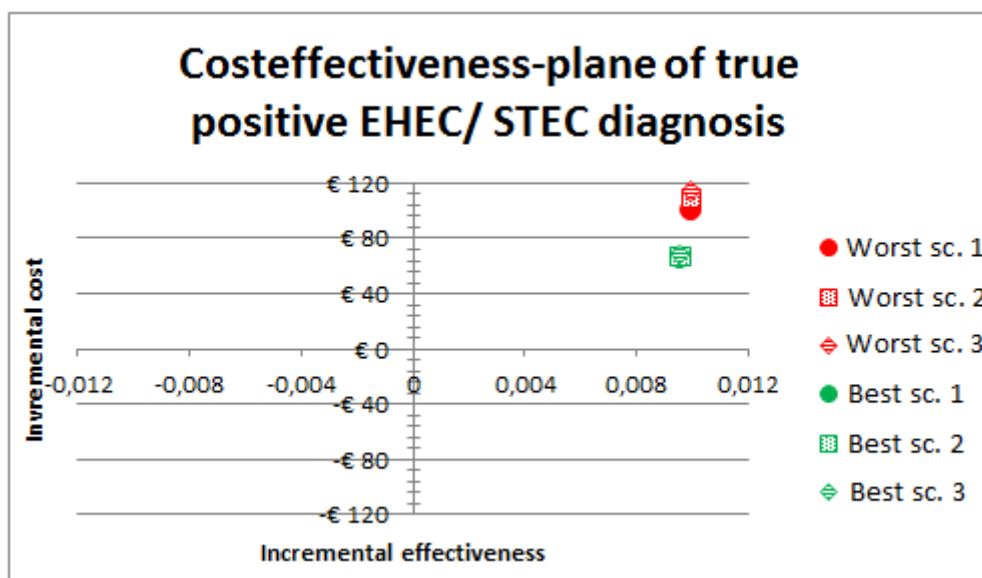 Costeffectiveness-plane of true
positive EHEC/ STEC diagnosis
€ 120
€ 80
€ 40
€ 0
-0,012 -0,008 -0,004 0 0,004 0,008 0,012
-€ 40
-€ 80
-€ 120
Invremental cost
Incremental effectiveness
Worst sc. 1
Worst sc. 2
Worst sc. 3
Best sc. 1
Best sc. 2
Best sc. 3